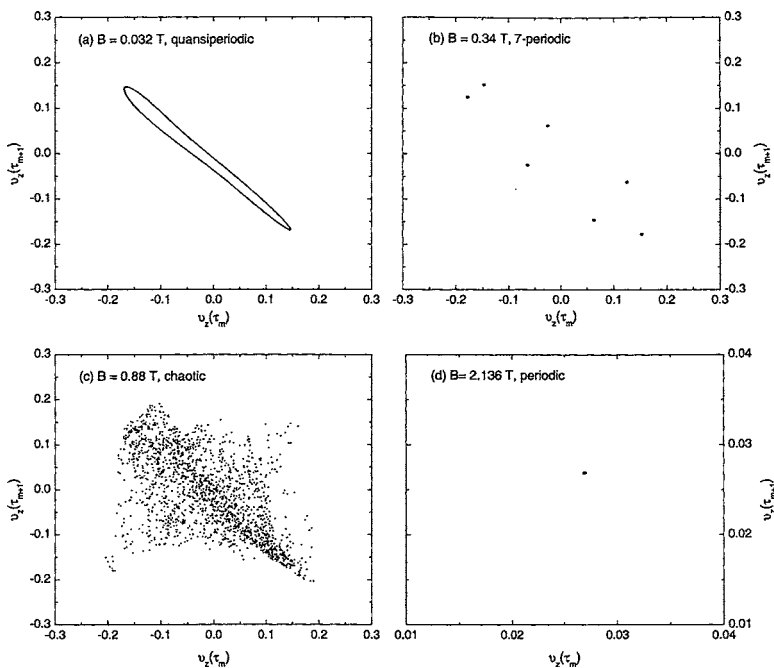 0.3
0.2
0.1
0.0
-0.1
-0.2
-0.3
υz(τm+1)
(a) B = 0.032 T, quansiperiodic
-0.3 -0.2 -0.1 0.0 0.1 0.2 0.3
υz(τm)
(b) B = 0.34 T, 7-periodic
0.3
0.2
0.1
0.0
-0.1
-0.2
-0.3
υz(τm+1)
-0.3 -0.2 -0.1 0.0 0.1 0.2 0.3
υz(τm)
0.3
0.2
0.1
0.0
-0.1
-0.2
-0.3
υz(τm+1)
(c) B = 0.88 T, chaotic
-0.3 -0.2 -0.1 0.0 0.1 0.2 0.3
υz(τm)
(d) B= 2.136 T, periodic
0.04
0.03
0.02
0.01
υz(τm+1)
0.01 0.02 0.03 0.04
υz(τm)